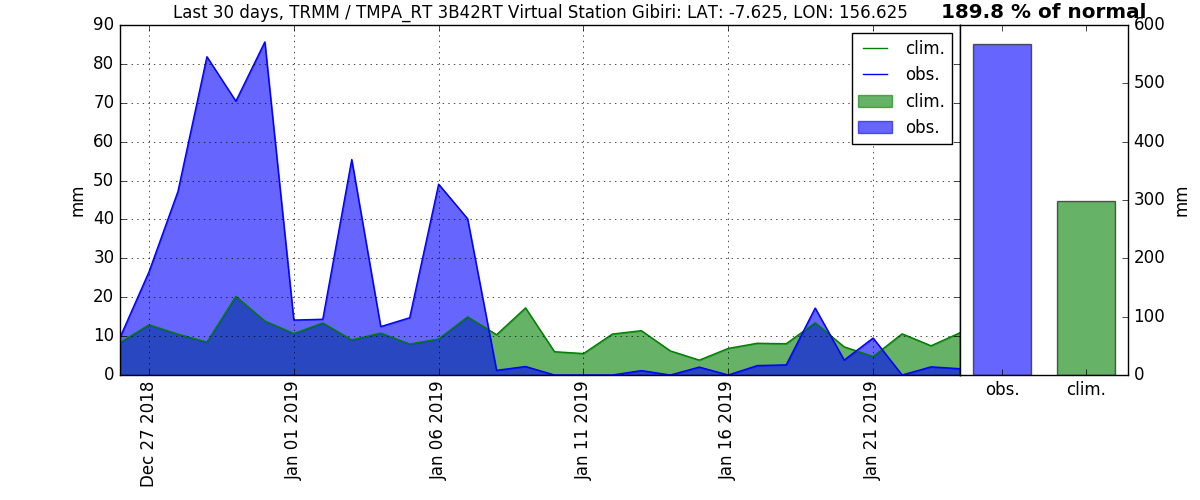 Last 30 days, TRMM / TMPA_RT 3B42RT Virtual Station Gibiri: LAT: -7.625, LON: 156.625
189.8 % of normal
90
80
70
60
50
40
30
20
10
0
mm
clim.
obs.
clim.
obs.
Dec 27 2018
Jan 01 2019
Jan 06 2019
Jan 11 2019
Jan 16 2019
Jan 21 2019
600
500
400
300
200
100
0
mm
obs.
clim.